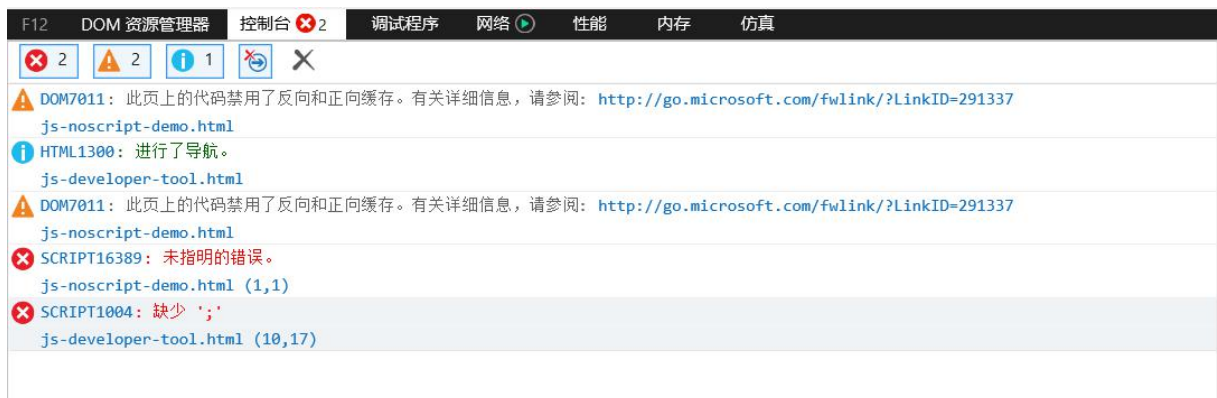 F12 DOM 资源管理器 控制台 2 调试程序 网络 性能 内存 仿真
2 2 1
DOM7011: 此页上的代码禁用了反向和正向缓存。有关详细信息，请参阅: http://go.microsoft.com/fwlink/?LinkID=291337
js-noscript-demo.html
HTML1300: 进行了导航。
js-developer-tool.html
DOM7011: 此页上的代码禁用了反向和正向缓存。有关详细信息，请参阅: http://go.microsoft.com/fwlink/?LinkID=291337
js-noscript-demo.html
SCRIPT16389: 未指明的错误。
js-noscript-demo.html (1,1)
SCRIPT1004: 缺少 ';'
js-developer-tool.html (10,17)